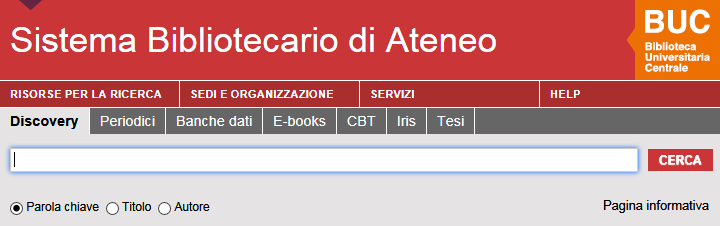 Sistema Bibliotecario di Ateneo
BUC
Biblioteca
Universitaria
Centrale
RISORSE PER LA RICERCA SEDI E ORGANIZZAZIONE SERVIZI HELP
Discovery Periodici Banche dati E-books CBT Iris Tesi
CERCA
Parola chiave Titolo Autore Pagina informativa